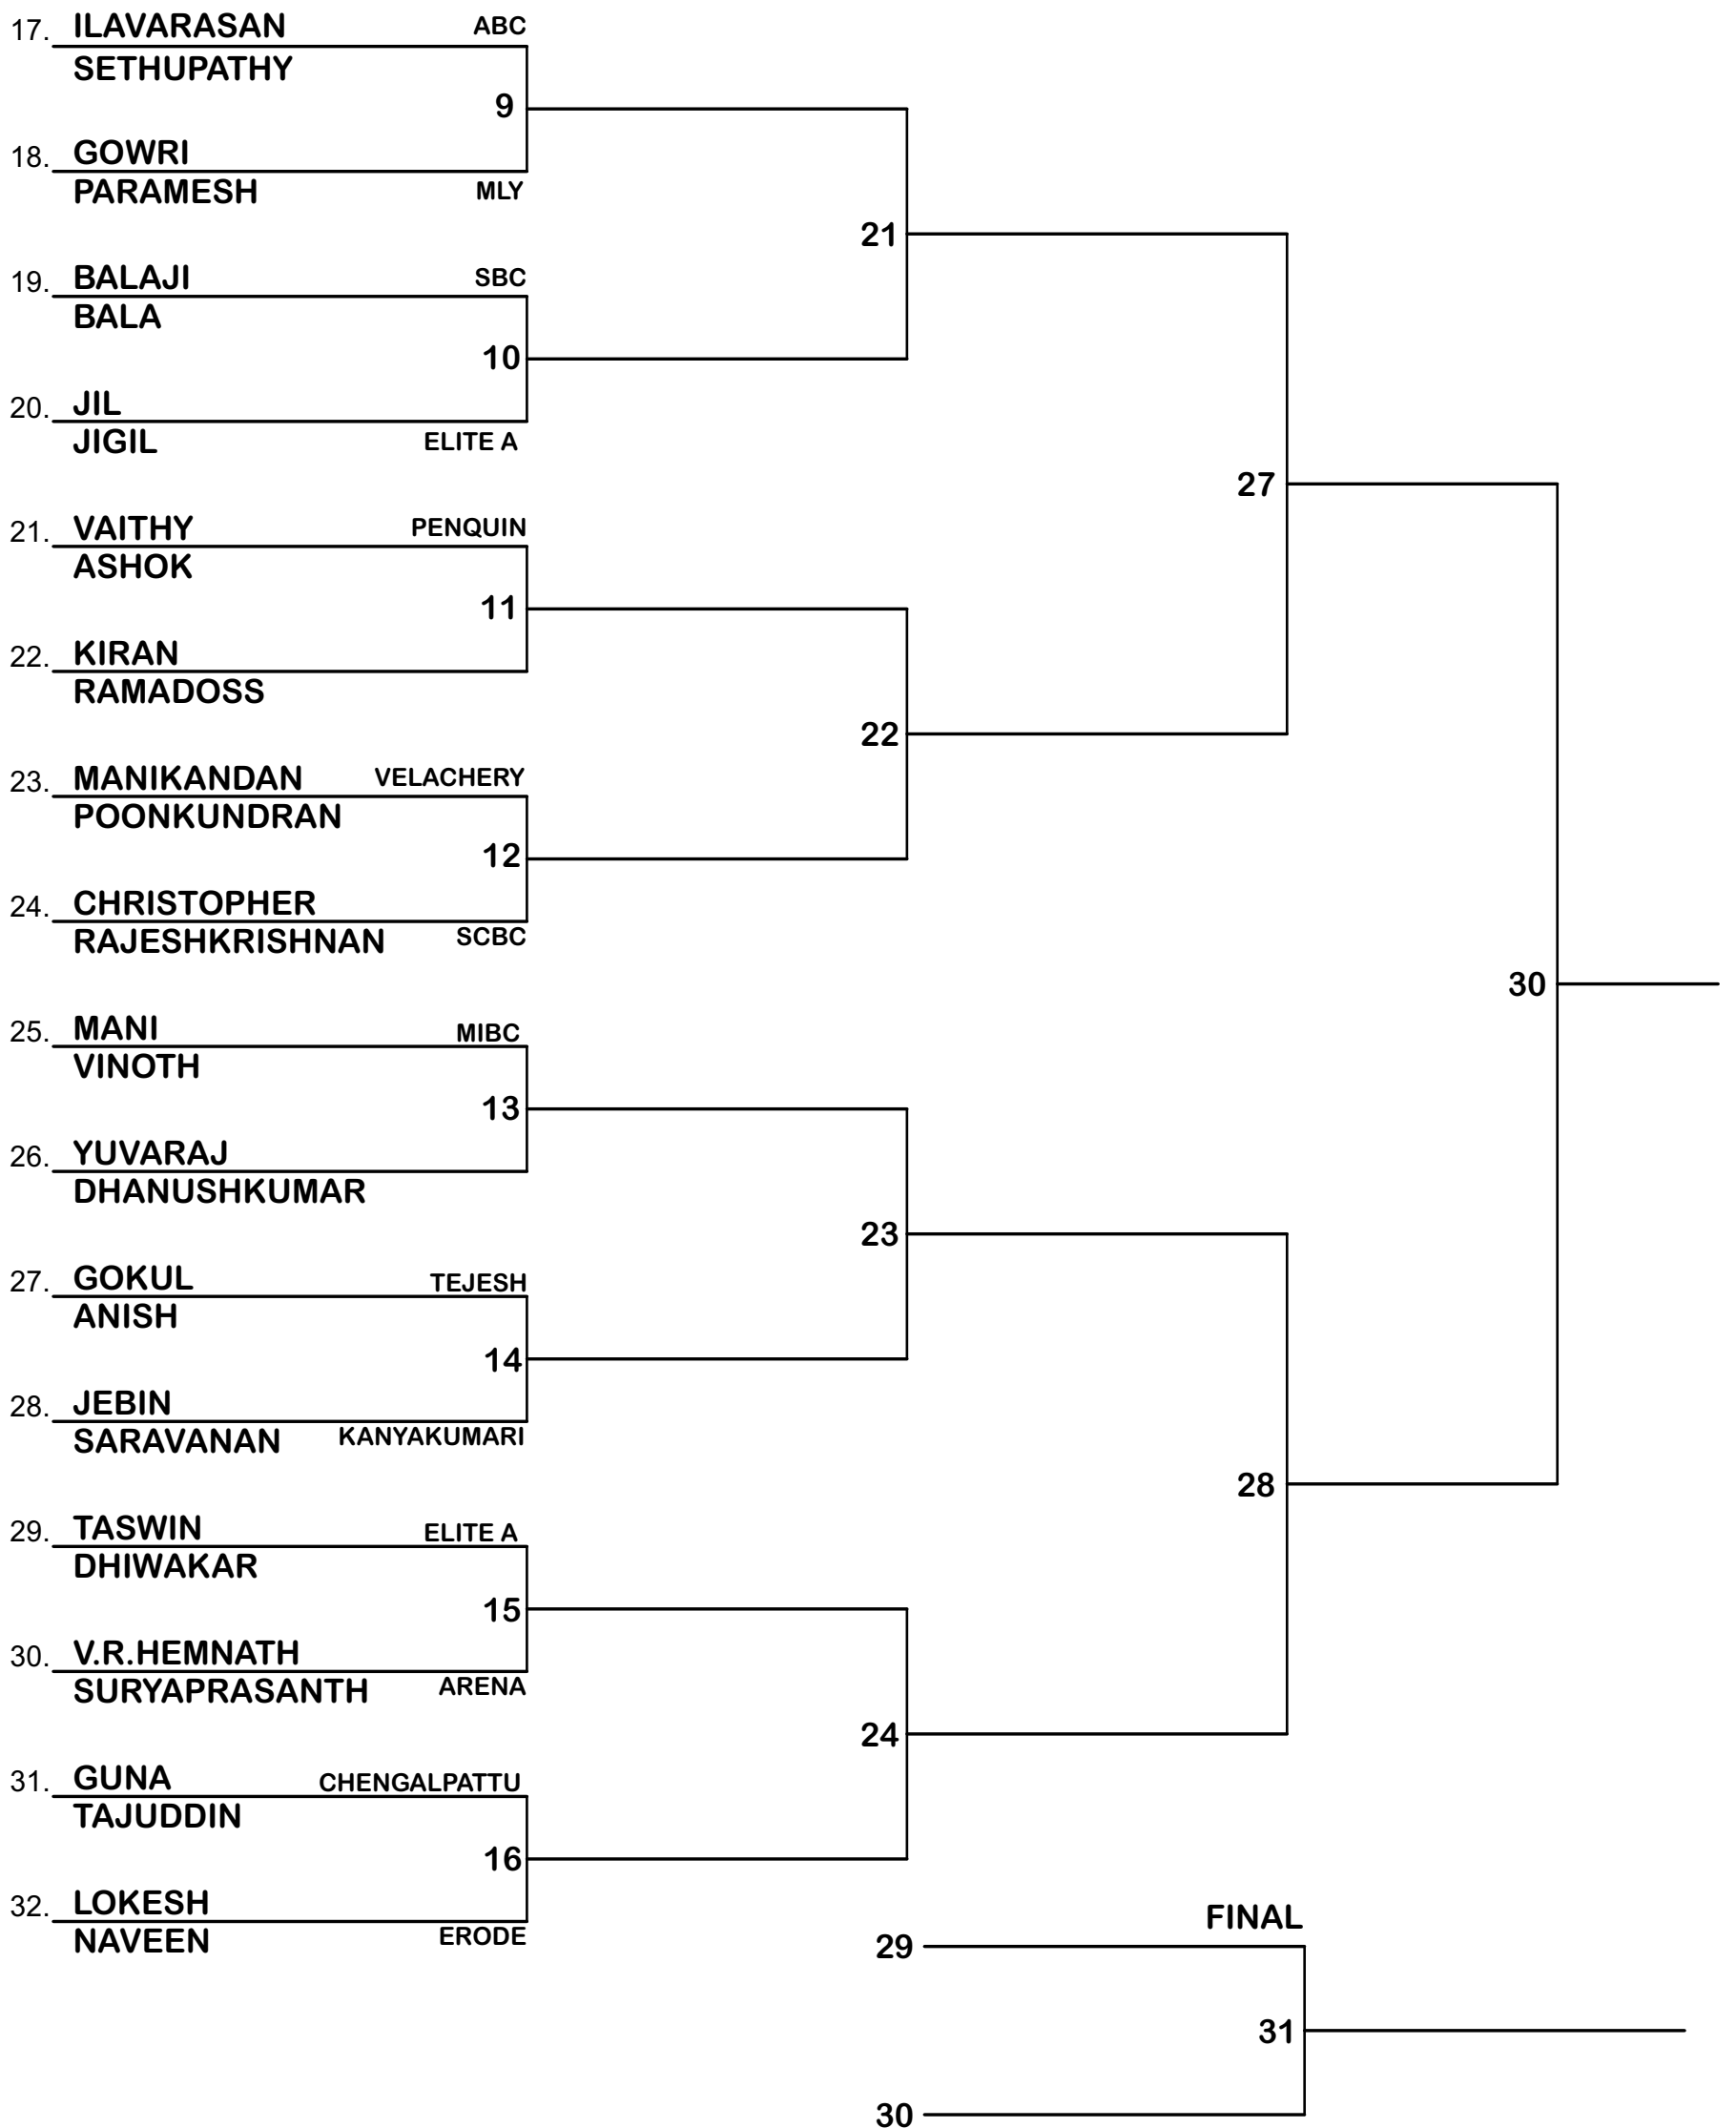 17. ILAVARASAN ABC
SETHUPATHY
9
18. GOWRI
PARAMESH MLY
21
19. BALAJI SBC
BALA
10
20. JIL
JIGIL ELITE A
27
21. VAITHY PENQUIN
ASHOK
11
22. KIRAN
RAMADOSS
22
23. MANIKANDAN VELACHERY
POONKUNDRAN
12
24. CHRISTOPHER
RAJESHKRISHNAN SCBC
30
25. MANI MIBC
VINOTH
13
26. YUVARAJ
DHANUSHKUMAR
23
27. GOKUL TEJESH
ANISH
14
28. JEBIN
SARAVANAN KANYAKUMARI
28
29. TASWIN ELITE A
DHIWAKAR
15
30. V.R.HEMNATH
SURYAPRASANTH ARENA
24
31. GUNA CHENGALPATTU
TAJUDDIN
16
32. LOKESH
NAVEEN ERODE
FINAL
29
31
30